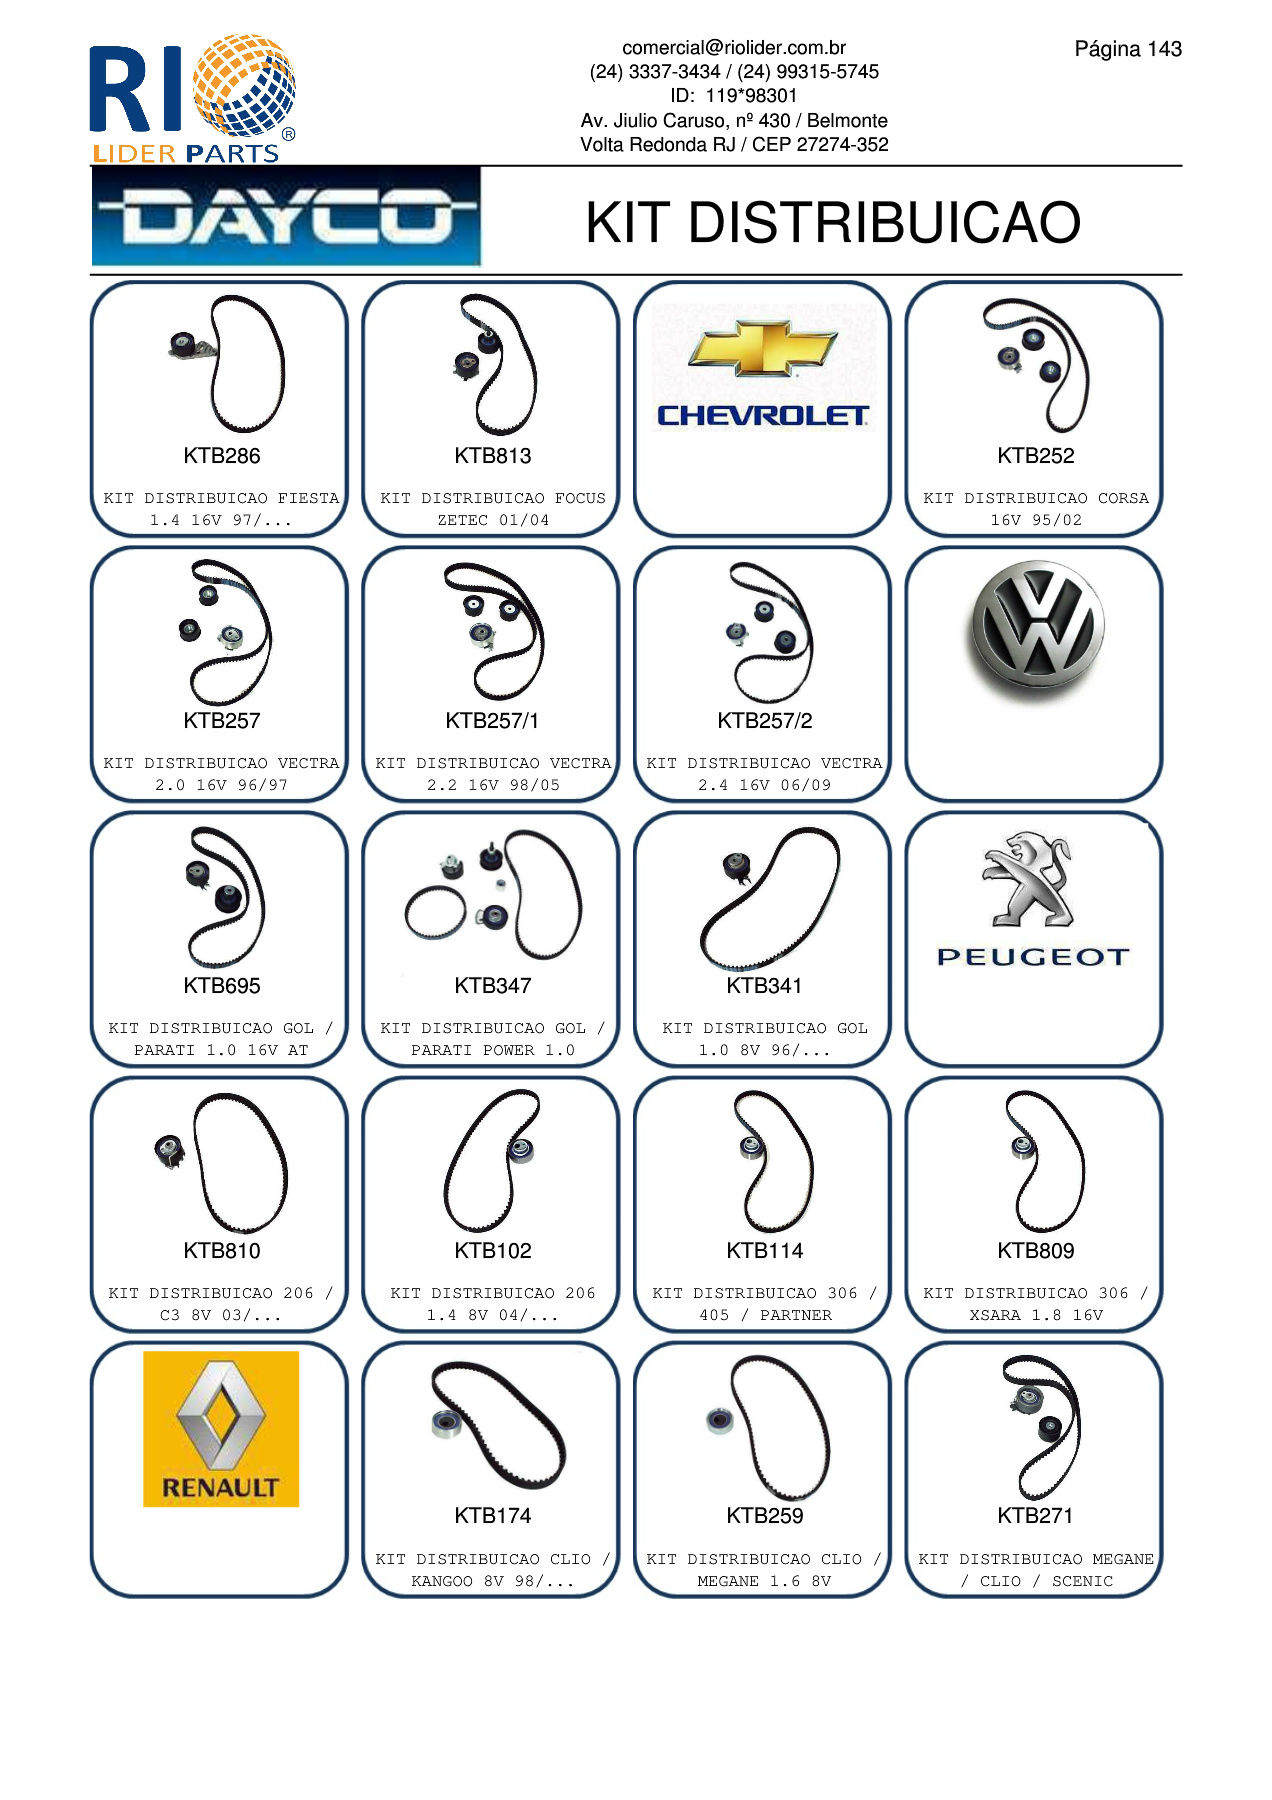 RIO
®
LIDER PARTS
comercial@riolider.com.br
(24) 3337-3434 / (24) 99315-5745
ID: 119*98301
Av. Jiulio Caruso, nº 430 / Belmonte
Volta Redonda RJ / CEP 27274-352
Página 143
DAYCO
KIT DISTRIBUICAO
KTB286
KIT DISTRIBUICAO FIESTA
1.4 16V 97/...
KTB813
KIT DISTRIBUICAO FOCUS
ZETEC 01/04
CHEVROLET
KTB252
KIT DISTRIBUICAO CORSA
16V 95/02
KTB257
KIT DISTRIBUICAO VECTRA
2.0 16V 96/97
KTB257/1
KIT DISTRIBUICAO VECTRA
2.2 16V 98/05
KTB257/2
KIT DISTRIBUICAO VECTRA
2.4 16V 06/09
VW
KTB695
KIT DISTRIBUICAO GOL /
PARATI 1.0 16V AT
KTB347
KIT DISTRIBUICAO GOL /
PARATI POWER 1.0
KTB341
KIT DISTRIBUICAO GOL
1.0 8V 96/...
PEUGEOT
KTB810
KIT DISTRIBUICAO 206 /
C3 8V 03/...
KTB102
KIT DISTRIBUICAO 206
1.4 8V 04/...
KTB114
KIT DISTRIBUICAO 306 /
405 / PARTNER
KTB809
KIT DISTRIBUICAO 306 /
XSARA 1.8 16V
RENAULT
KTB174
KIT DISTRIBUICAO CLIO /
KANGOO 8V 98/...
KTB259
KIT DISTRIBUICAO CLIO /
MEGANE 1.6 8V
KTB271
KIT DISTRIBUICAO MEGANE
/ CLIO / SCENIC